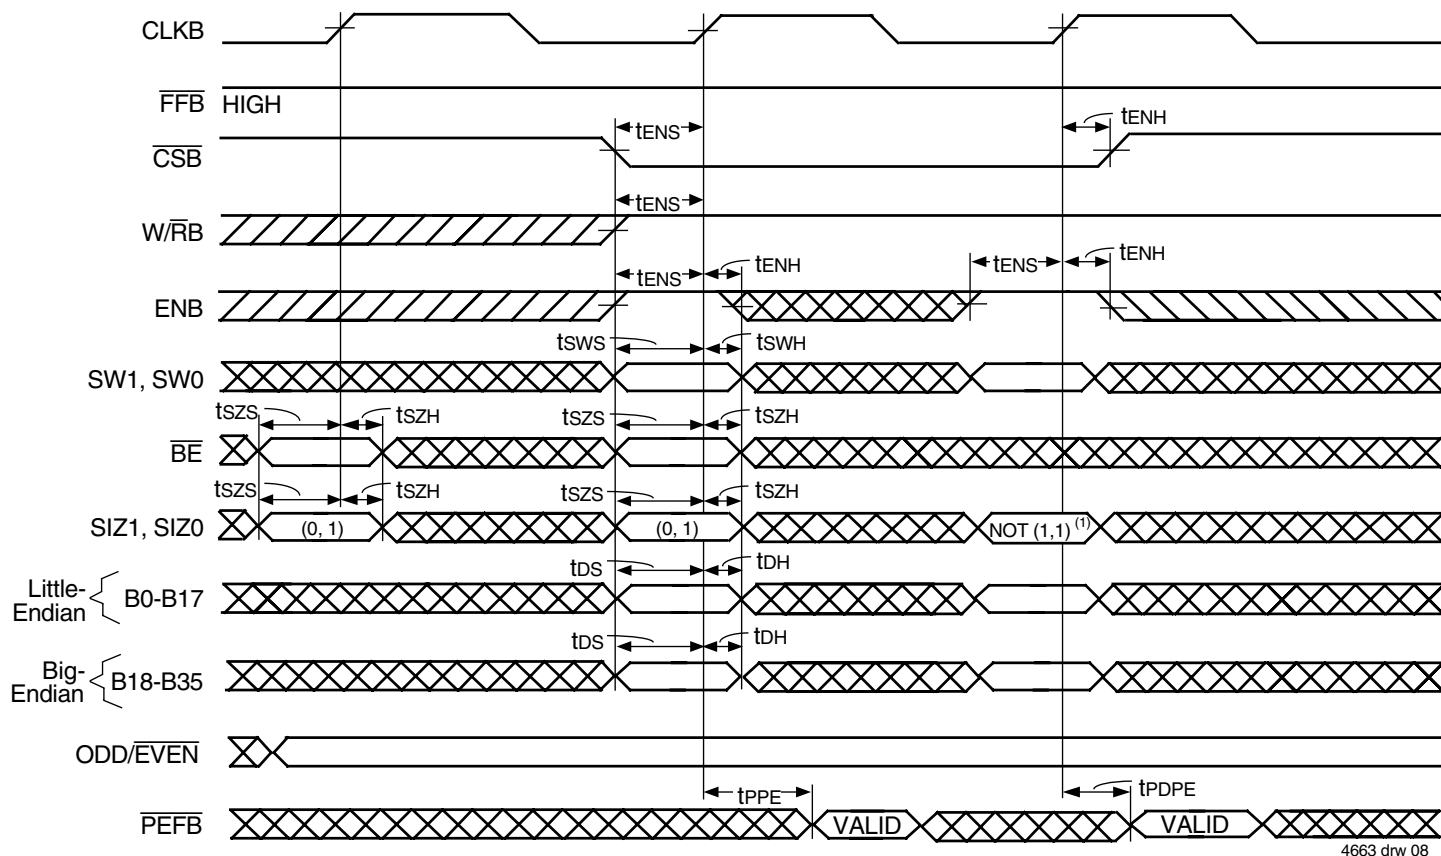 CLKB
FFB HIGH
tENS tENH
CSB
tENS
W/RB
tENS tENH tENS tENH
ENB
tSWS tSWH
SW1, SW0
tSZS tSZH tSZS tSZH
BE
tSZS tSZH tSZS tSZH
SIZ1, SIZ0 (0, 1) (0, 1) NOT (1,1) (1)
tDS tDH
Little-Endian B0-B17
tDS tDH
Big-Endian B18-B35
ODD/EVEN
tPPE tPDPE
PEFB VALID VALID
4663 drw 08